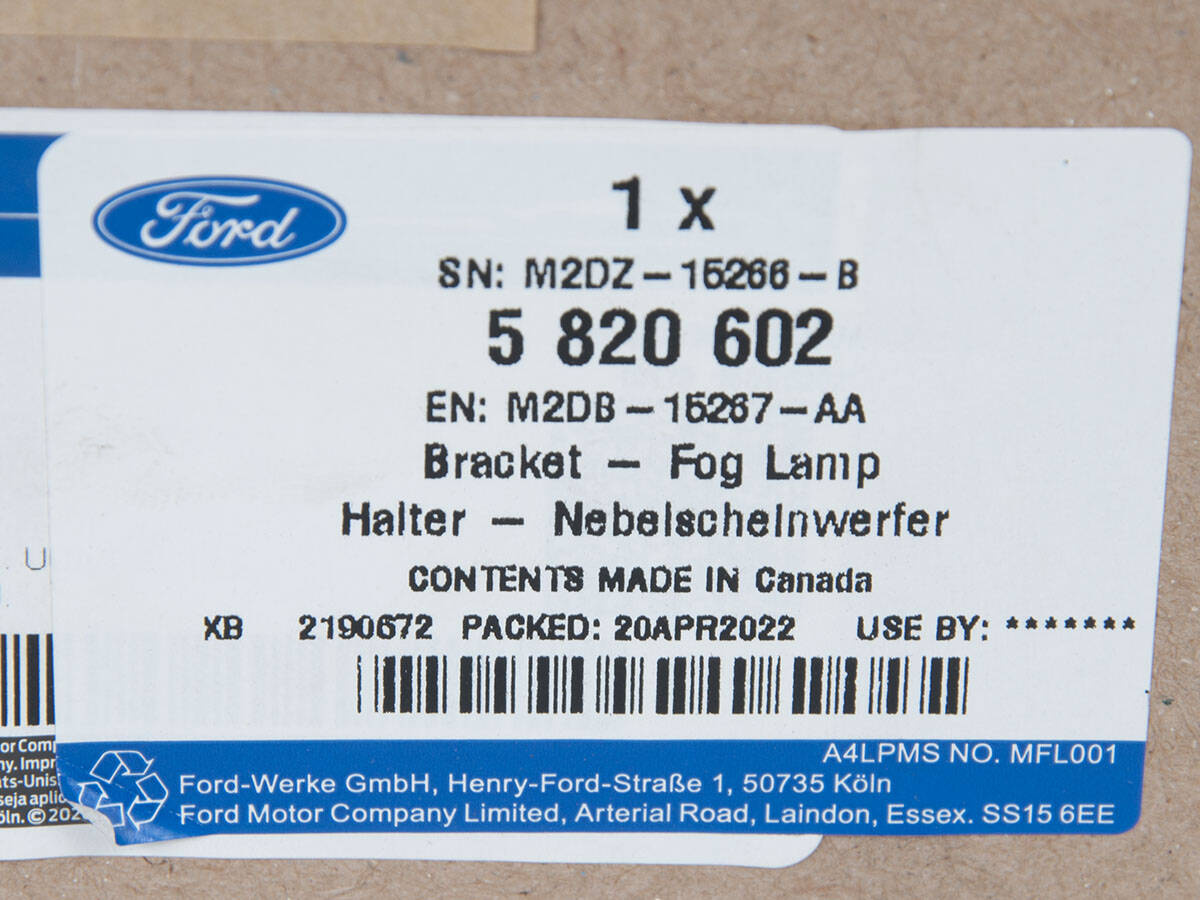 Ford
1 x
SN: M2DZ-15266-B
5 820 602
EN: M2DB-15267-AA
Bracket - Fog Lamp
Halter - Nebelscheinwerfer
CONTENTS MADE IN Canada
XB 2190672 PACKED: 20APR2022 USE BY: *******
A4LPMS NO. MFL001
Ford-Werke GmbH, Henry-Ford-Straße 1, 50735 Köln
Ford Motor Company Limited, Arterial Road, Laindon, Essex. SS15 6EE